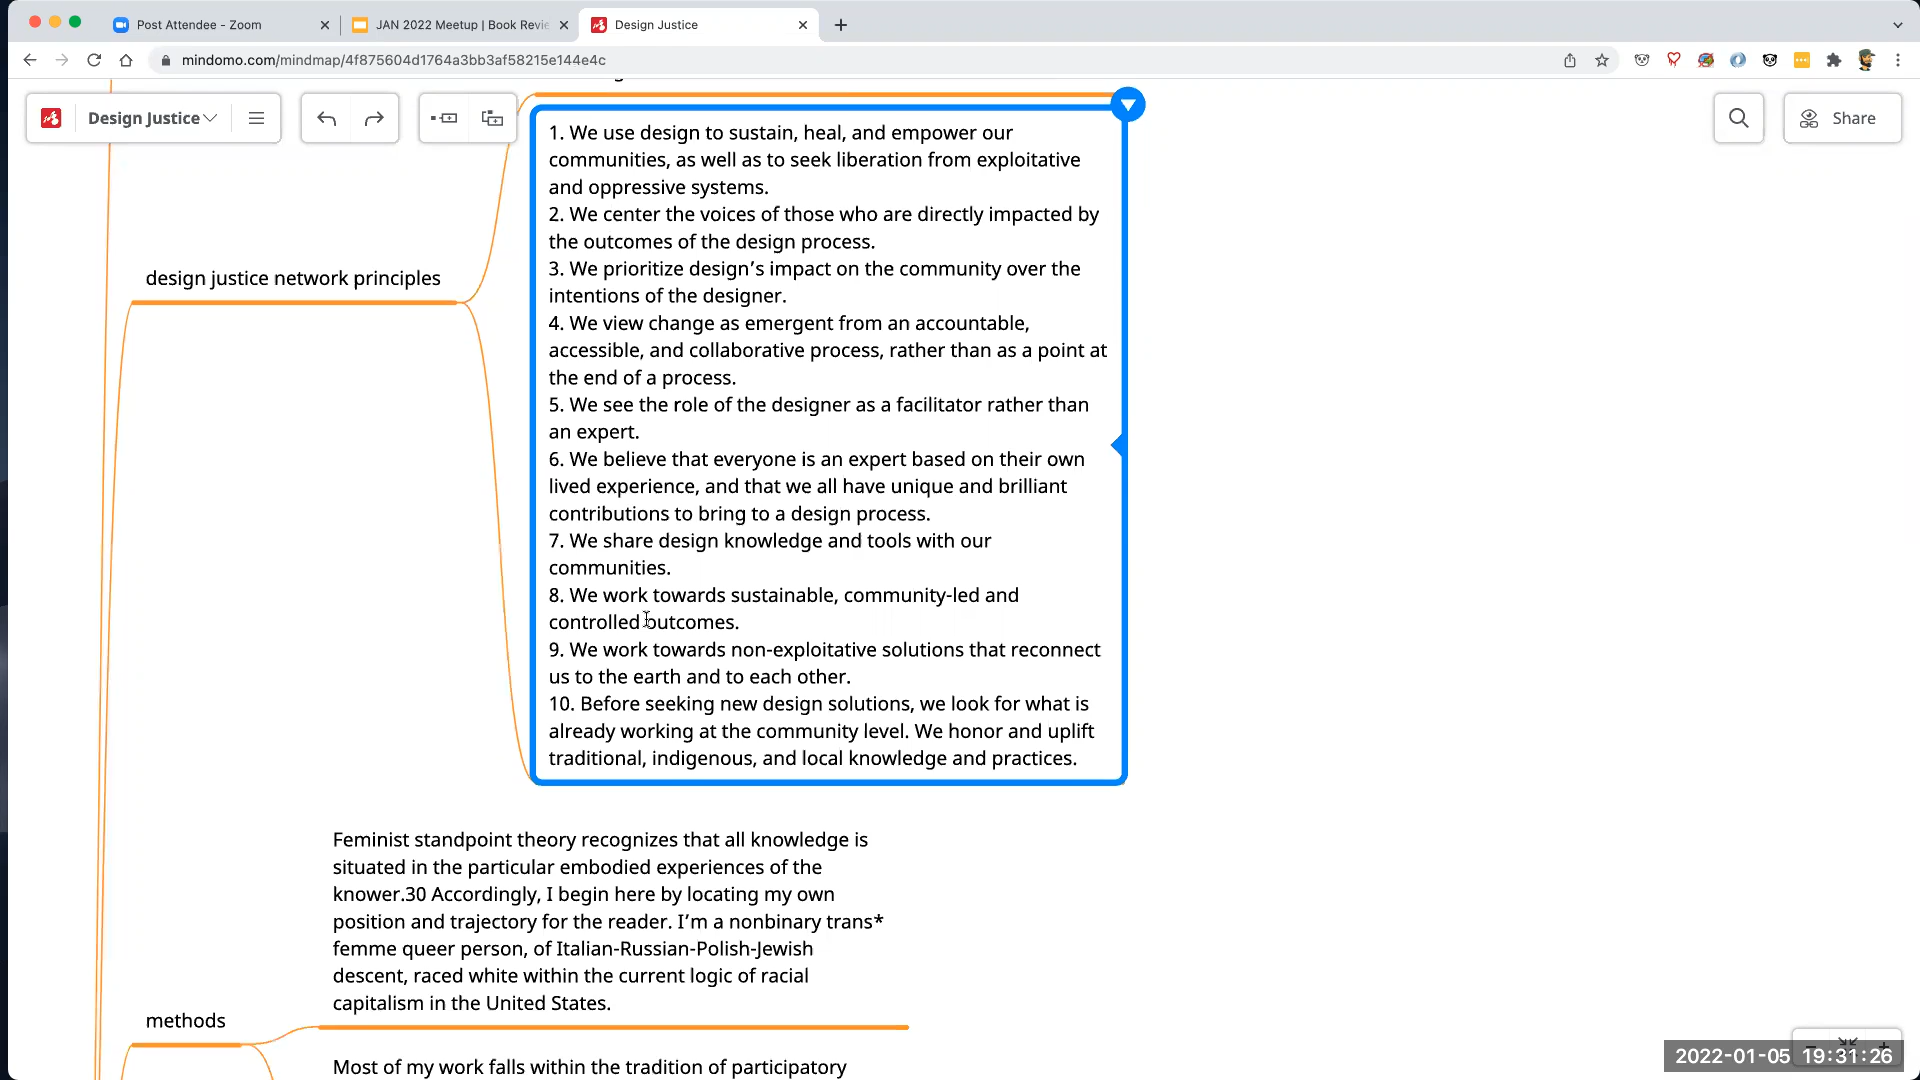 Post Attendee - Zoom
JAN 2022 Meetup | Book Revie
Design Justice
mindomo.com/mindmap/4f875604d1764a3bb3af58215e144e4c
Design Justice
Share
1. We use design to sustain, heal, and empower our
communities, as well as to seek liberation from exploitative
and oppressive systems.
2. We center the voices of those who are directly impacted by
the outcomes of the design process.
3. We prioritize design’s impact on the community over the
intentions of the designer.
4. We view change as emergent from an accountable,
accessible, and collaborative process, rather than as a point at
the end of a process.
5. We see the role of the designer as a facilitator rather than
an expert.
6. We believe that everyone is an expert based on their own
lived experience, and that we all have unique and brilliant
contributions to bring to a design process.
7. We share design knowledge and tools with our
communities.
8. We work towards sustainable, community-led and
controlled outcomes.
9. We work towards non-exploitative solutions that reconnect
us to the earth and to each other.
10. Before seeking new design solutions, we look for what is
already working at the community level. We honor and uplift
traditional, indigenous, and local knowledge and practices.
design justice network principles
Feminist standpoint theory recognizes that all knowledge is
situated in the particular embodied experiences of the
knower.30 Accordingly, I begin here by locating my own
position and trajectory for the reader. I’m a nonbinary trans*
femme queer person, of Italian-Russian-Polish-Jewish
descent, raced white within the current logic of racial
capitalism in the United States.
methods
Most of my work falls within the tradition of participatory
2022-01-05 19:31:26